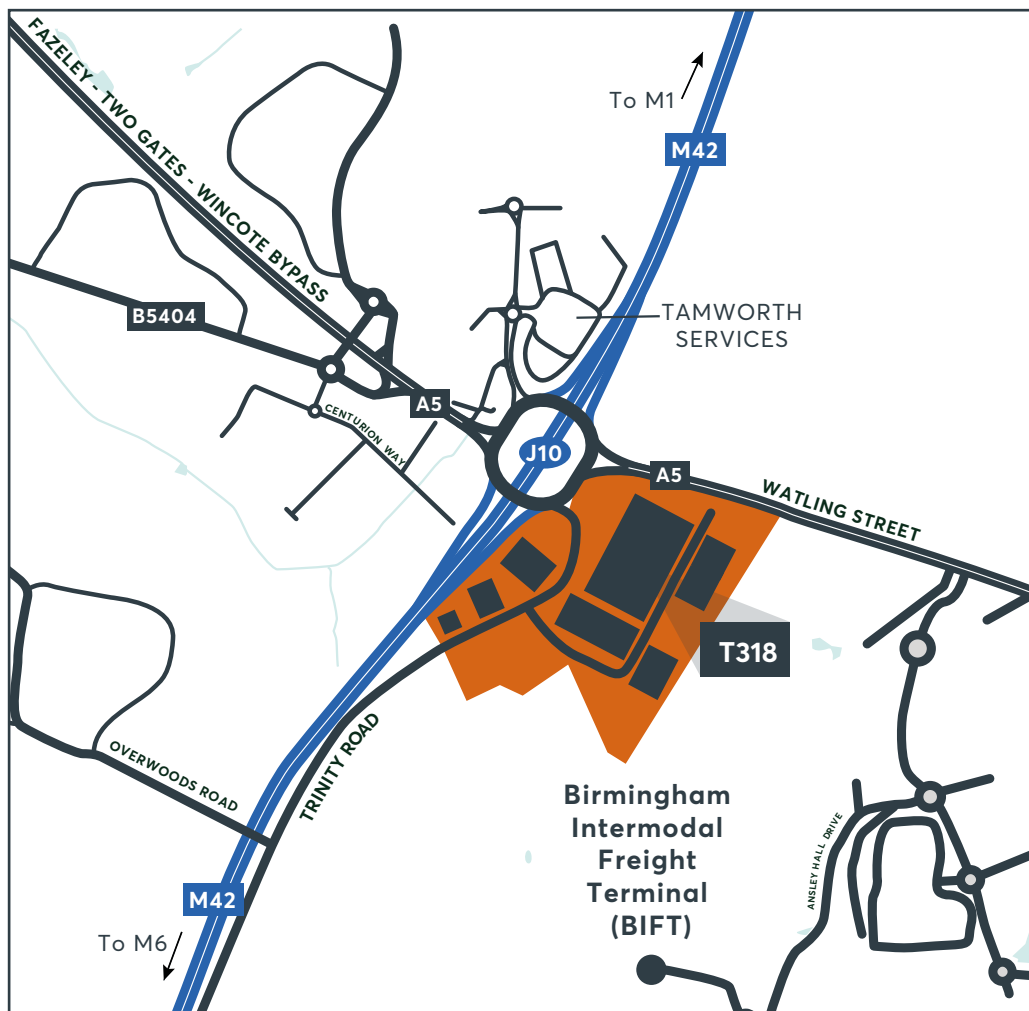 FAZELEY - TWO GATES - WINCOTE BYPASS
To M1
M42
B5404
TAMWORTH
SERVICES
A5
CENTURION WAY
J10
A5
WATLING STREET
T318
TRINITY ROAD
OVERWOODS ROAD
Birmingham
Intermodal
Freight
Terminal
(BIFT)
ANSLEY HALL DRIVE
M42
To M6